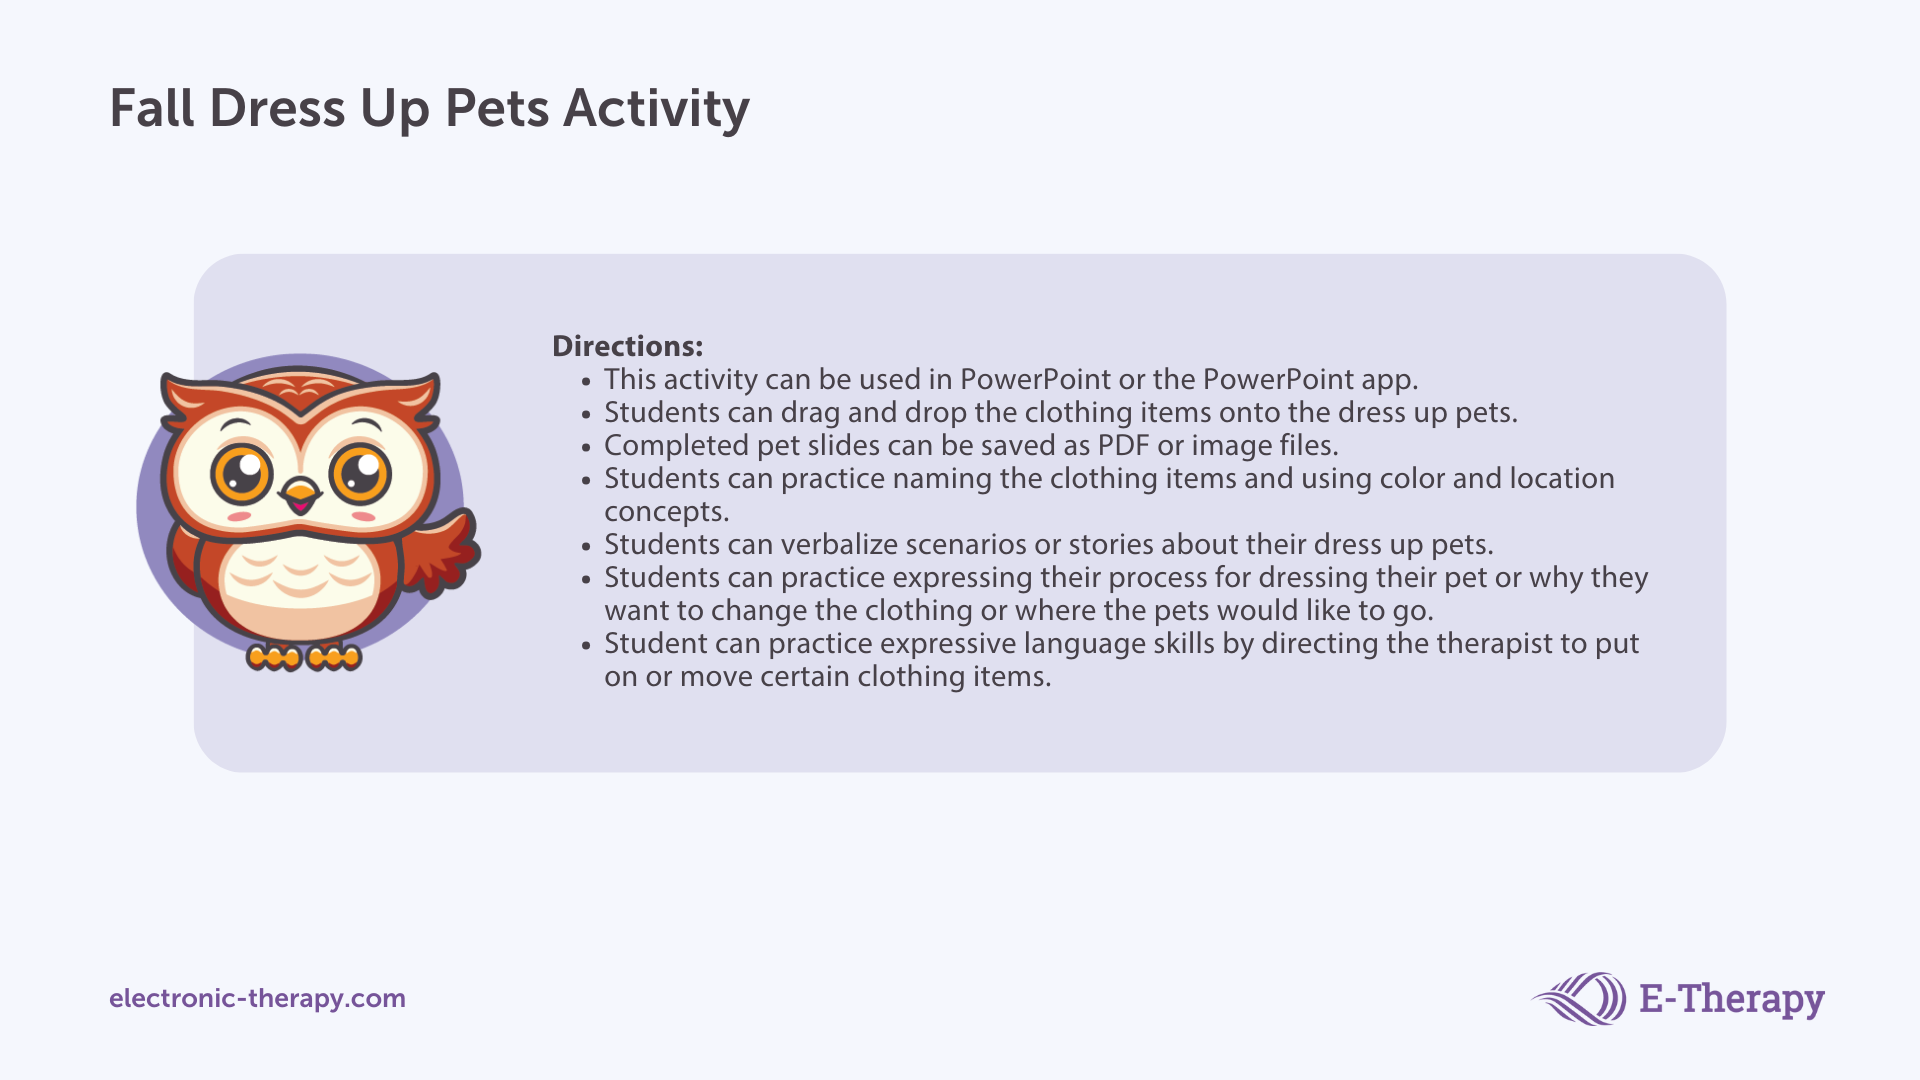 Fall Dress Up Pets Activity
Directions:
• This activity can be used in PowerPoint or the PowerPoint app.
• Students can drag and drop the clothing items onto the dress up pets.
• Completed pet slides can be saved as PDF or image files.
• Students can practice naming the clothing items and using color and location
concepts.
• Students can verbalize scenarios or stories about their dress up pets.
• Students can practice expressing their process for dressing their pet or why they
want to change the clothing or where the pets would like to go.
• Student can practice expressive language skills by directing the therapist to put
on or move certain clothing items.
electronic-therapy.com
E-Therapy